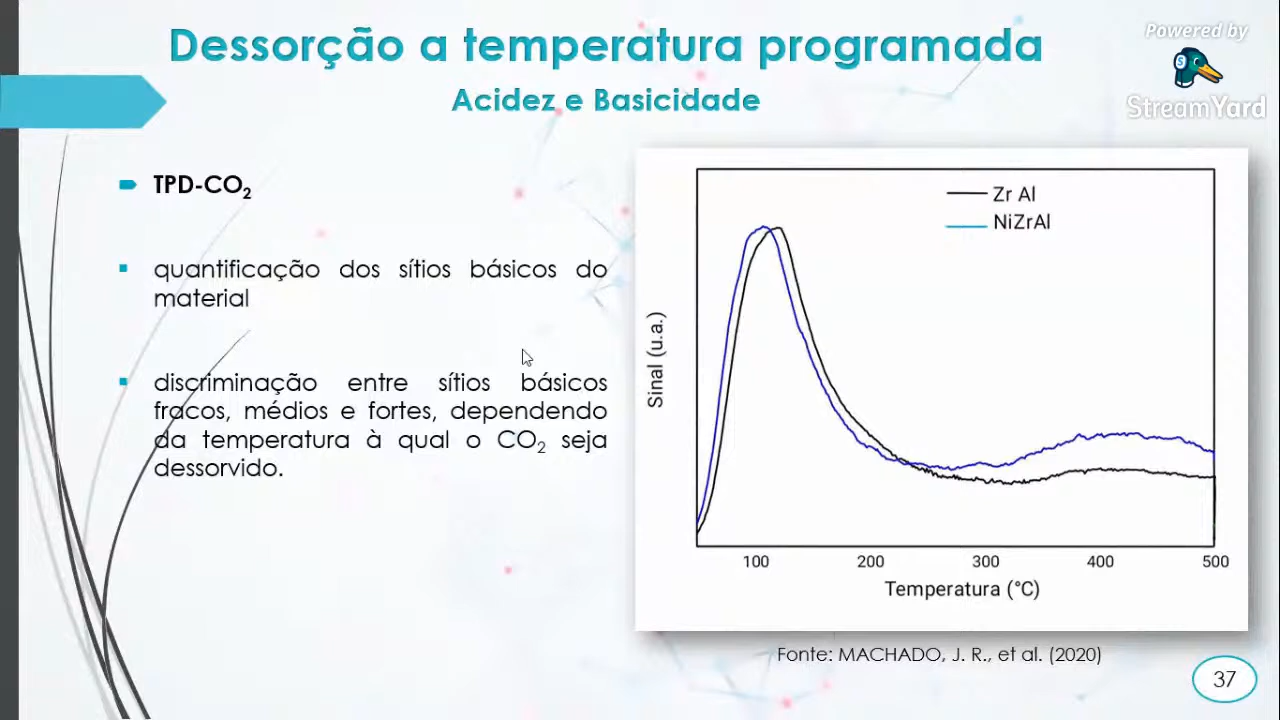 Dessorção a temperatura programada
Acidez e Basicidade
Powered by
StreamYard
TPD-CO₂
quantificação dos sítios básicos do
material
discriminação entre sítios básicos
fracos, médios e fortes, dependendo
da temperatura à qual o CO₂ seja
dessorvido.
Zr Al
NiZrAl
Sinal (u.a.)
100 200 300 400 500
Temperatura (°C)
Fonte: MACHADO, J. R., et al. (2020)
37